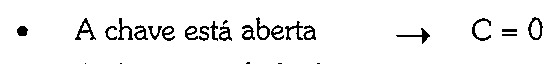 • A chave está aberta → C = 0